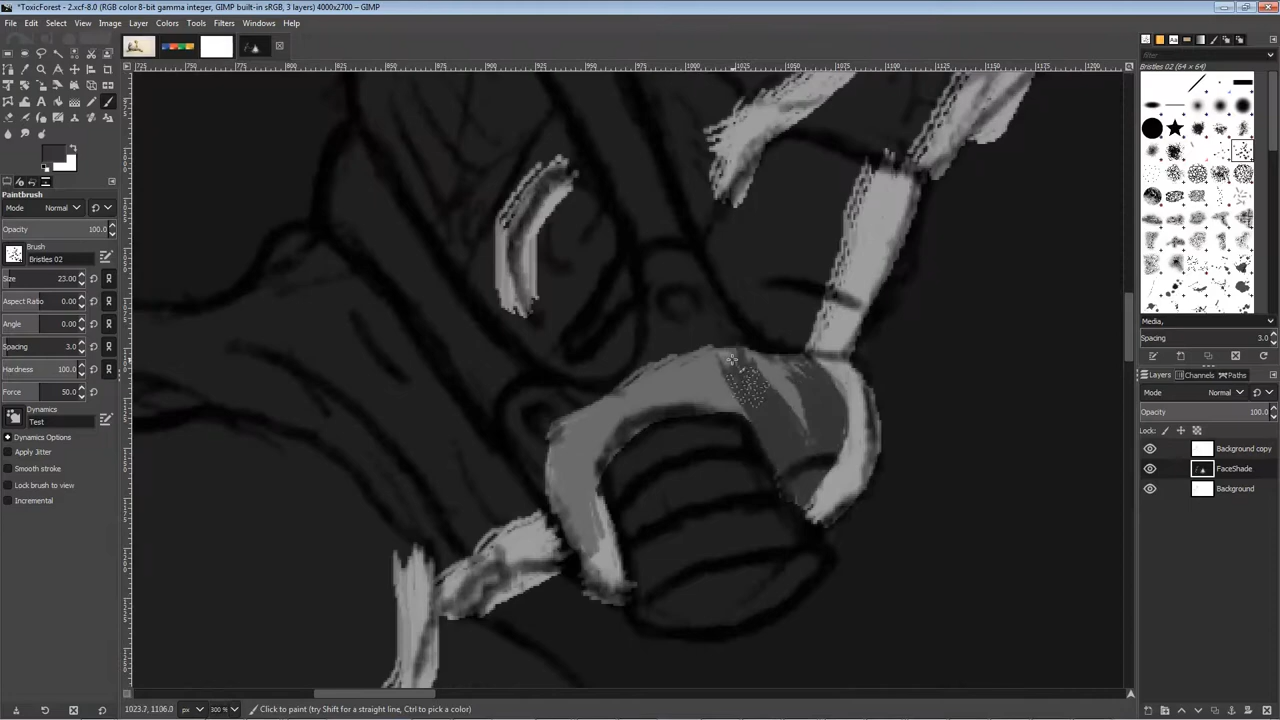 *ToxicForest - 2.xcf-8.0 (RGB color 8-bit gamma integer, GIMP built-in sRGB, 3 layers) 4000x2700 – GIMP
File Edit Select View Image Layer Colors Tools Filters Windows Help
filter
Bristles 02 (64 × 64)
Paintbrush
Mode Normal
Opacity 100.0
Brush
Bristles 02
Size 23.00
Aspect Ratio 0.00
Angle 0.00
Spacing 3.0
Hardness 100.0
Force 50.0
Dynamics
Test
Dynamics Options
Apply Jitter
Smooth stroke
Lock brush to view
Incremental
Media,
Spacing 3.0
Layers Channels Paths
Mode Normal
Opacity 100.0
Lock:
Background copy
FaceShade
Background
1023.7, 1106.0 px 300 % Click to paint (try Shift for a straight line, Ctrl to pick a color)